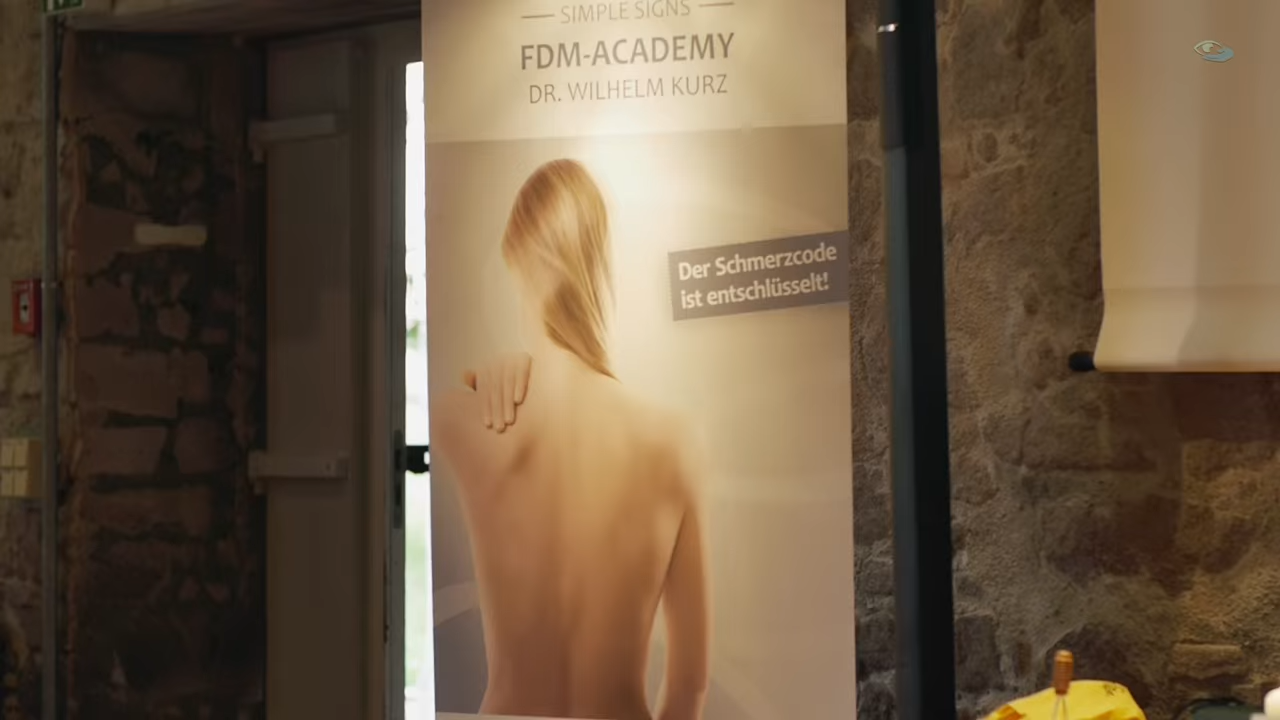 SIMPLE SIGNS
FDM-ACADEMY
DR. WILHELM KURZ
Der Schmerzcode
ist entschlüsselt!